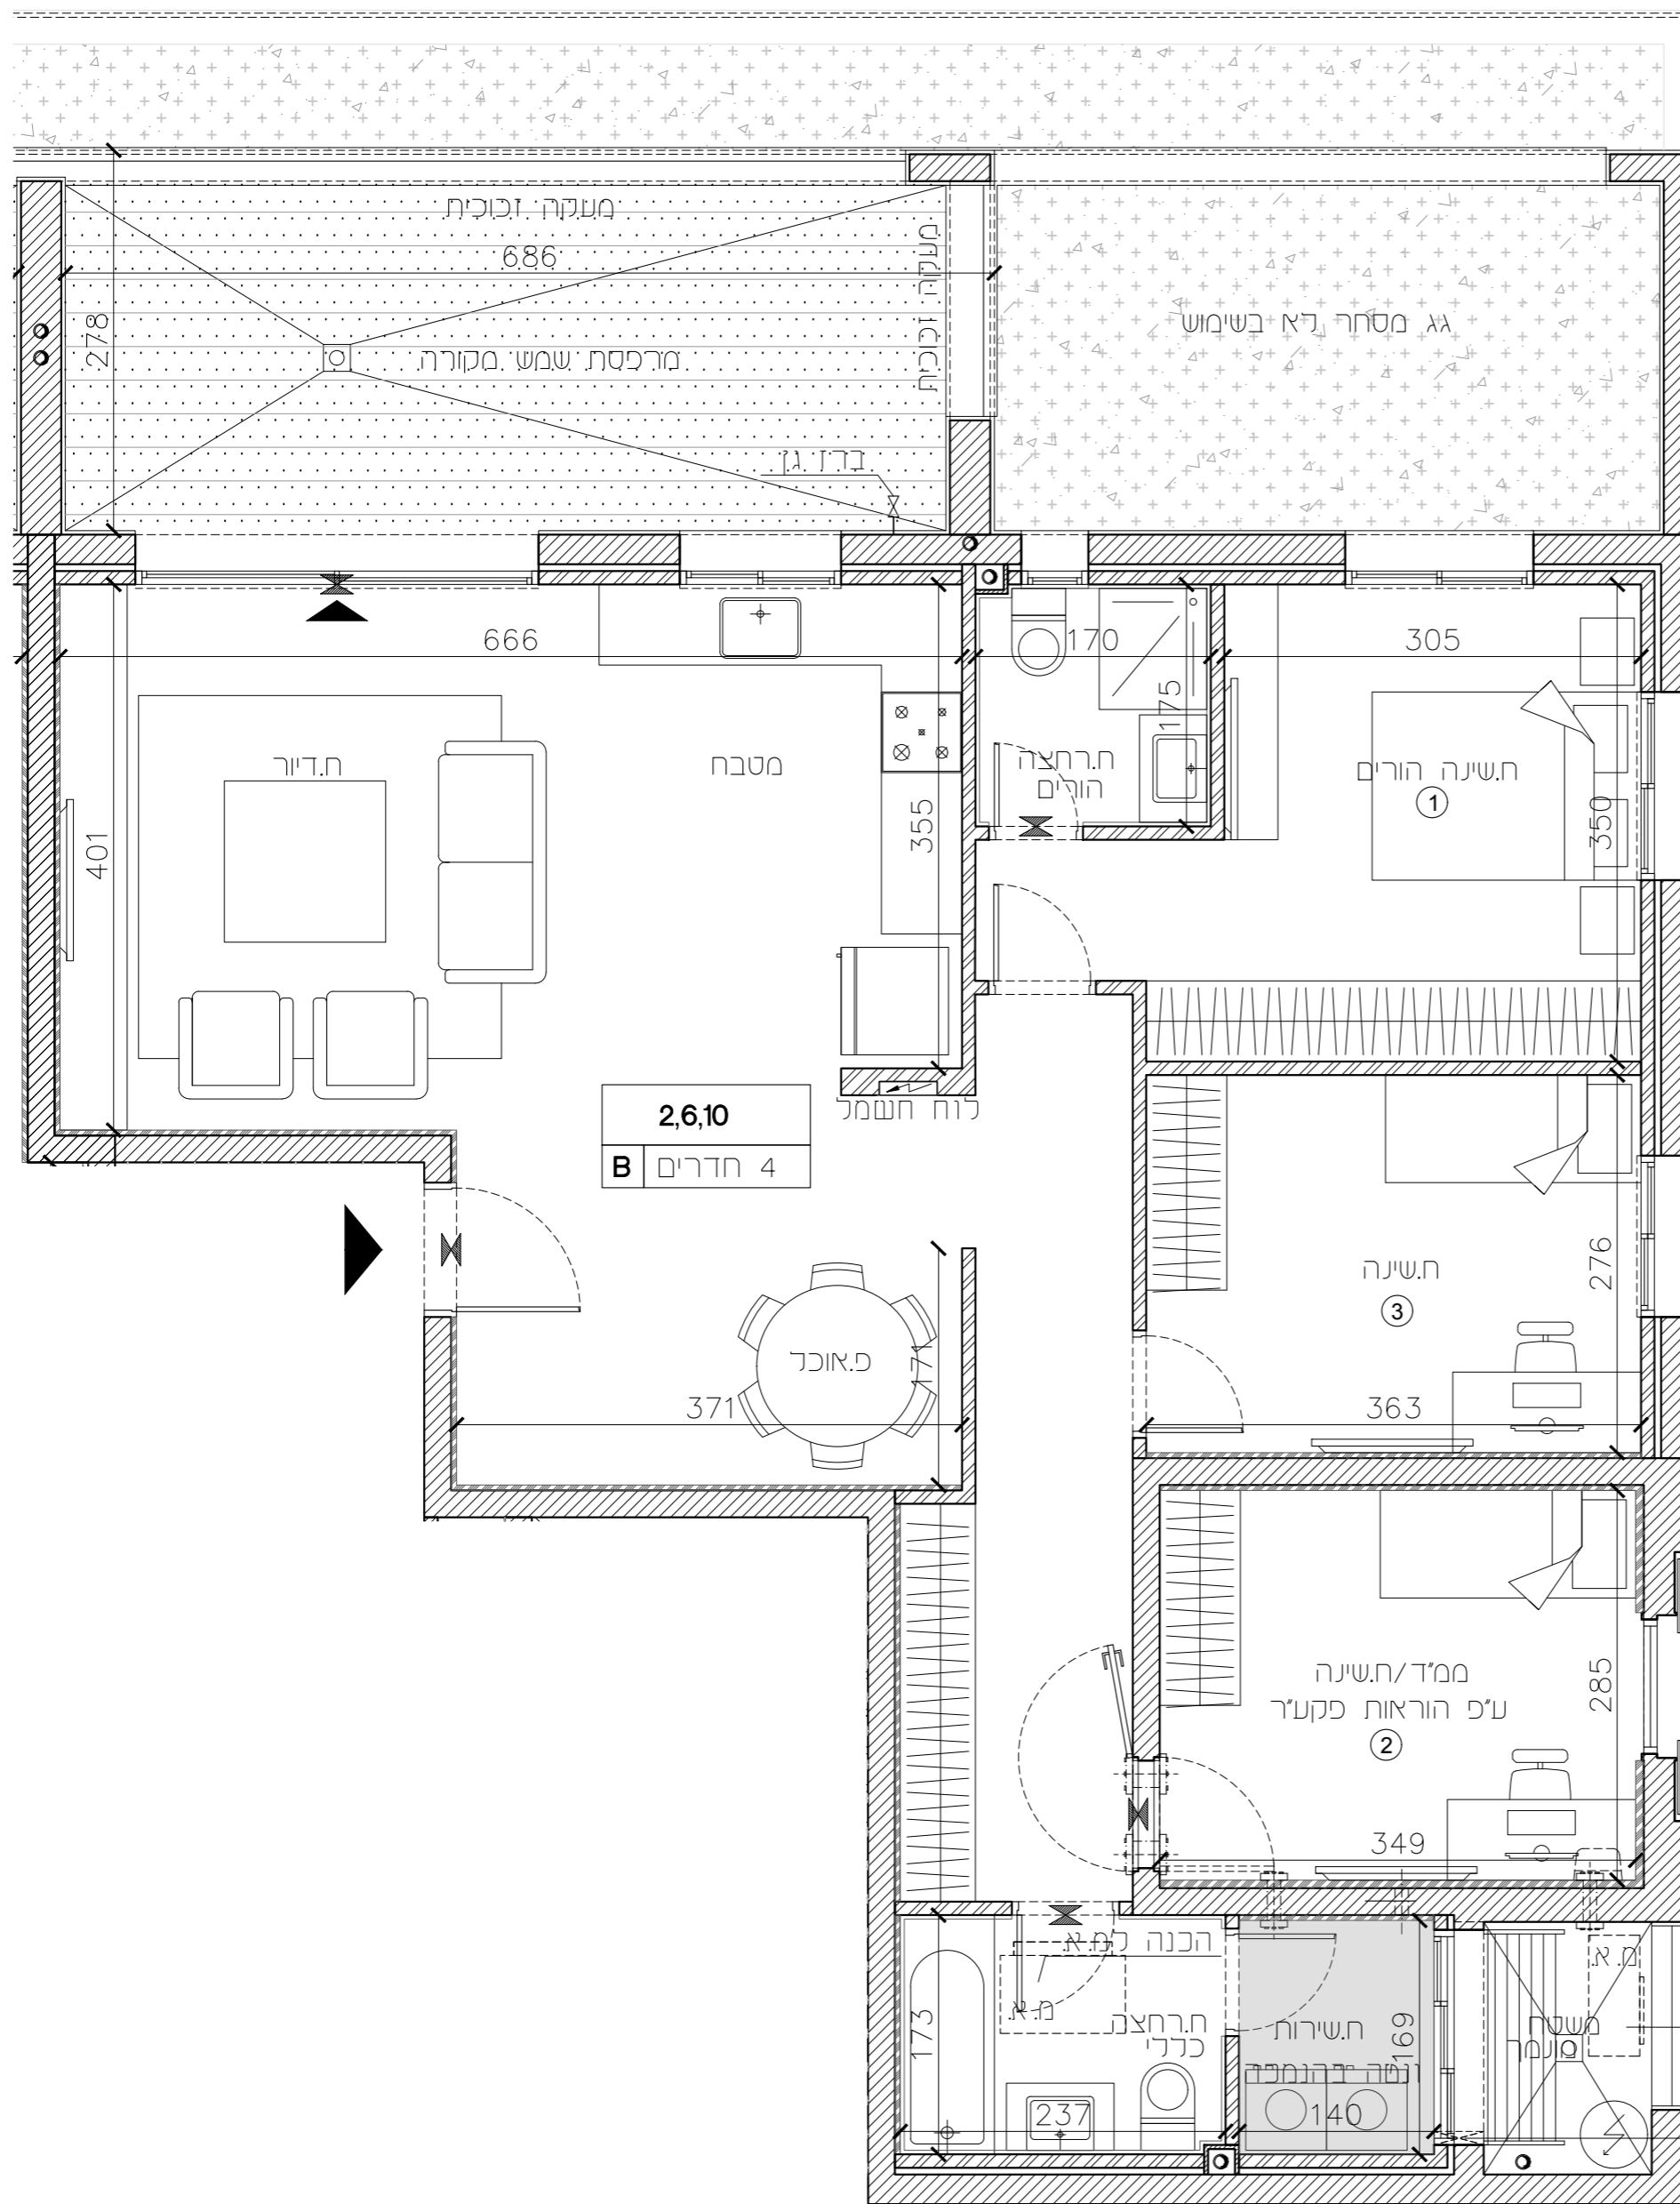 מעקה זכוכית
686
מעקה זכוכית
278
מרפסת שמש מקורה
גג מסחר לא בשימוש
ברז גן
666
170
305
175
ח.דיור
מטבח
ח.רחצה
הורים
ח.שינה הורים
1
401
355
350
לוח חשמל
2,6,10
B 4 חדרים
ח.שינה
3
276
פ.אוכל
171
371
363
ממ"ד/ח.שינה
ע"פ הוראות פקע"ר
2
285
349
הכנה למ.א.
מ.א.
מ.א.
ח.רחצה
כללי
173
ח.שירות
169
משטח
מונמך
237
140